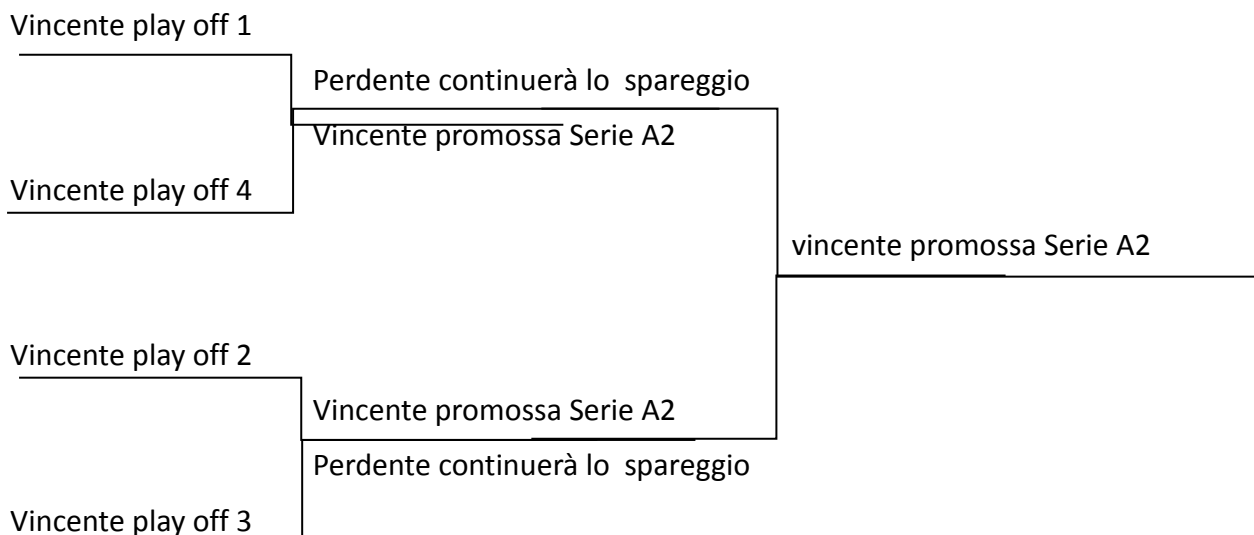 Vincente play off 1
Perdente continuerà lo  spareggio
Vincente promossa Serie A2
Vincente play off 4
vincente promossa Serie A2
Vincente play off 2
Vincente promossa Serie A2
Perdente continuerà lo  spareggio
Vincente play off 3